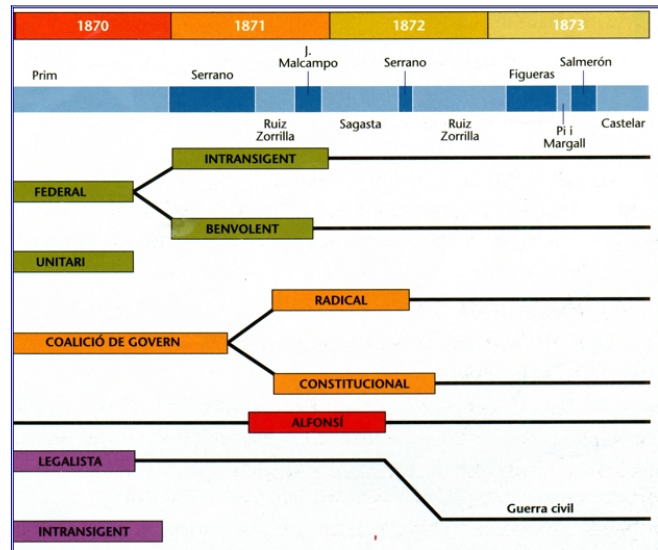 1870 1871 1872 1873
Prim
Serrano
J.
Malcampo
Serrano
Figueras
Salmerón
Ruiz
Zorrilla
Sagasta
Ruiz
Zorrilla
Pi i
Margall
Castelar
INTRANSIGENT
FEDERAL
BENVOLENT
UNITARI
RADICAL
COALICIÓ DE GOVERN
CONSTITUCIONAL
ALFONSÍ
LEGALISTA
Guerra civil
INTRANSIGENT